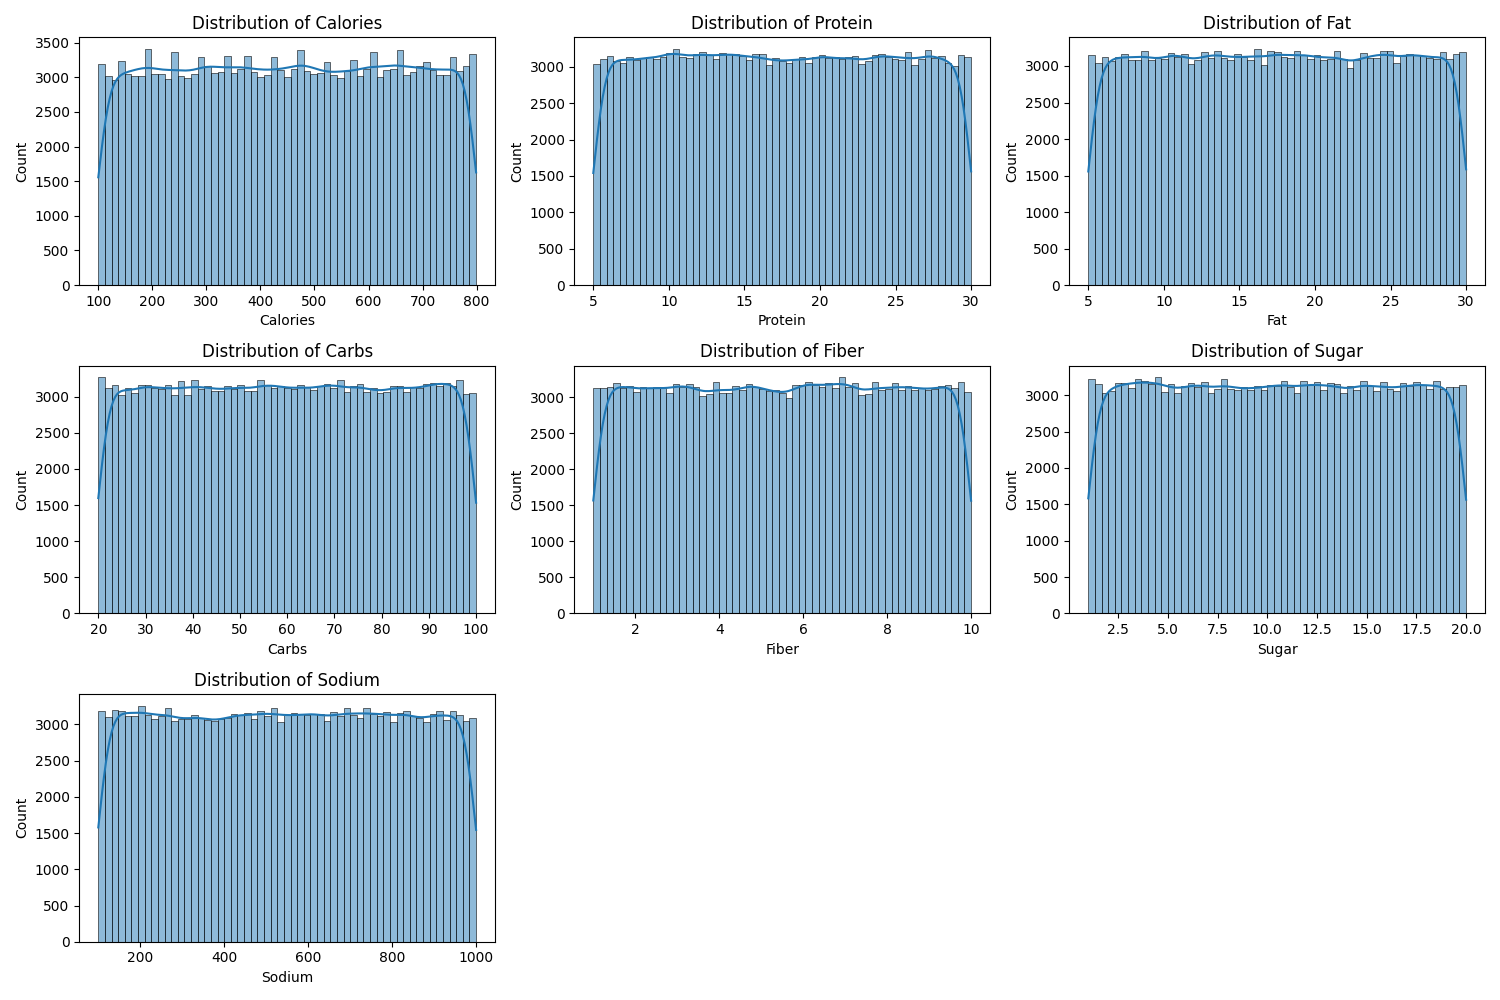 Distribution of Calories
Distribution of Protein
Distribution of Fat
3500
3000
2500
2000
1500
1000
500
0
Count
100 200 300 400 500 600 700 800
Calories
3000
2500
2000
1500
1000
500
0
Count
5 10 15 20 25 30
Protein
3000
2500
2000
1500
1000
500
0
Count
5 10 15 20 25 30
Fat
Distribution of Carbs
Distribution of Fiber
Distribution of Sugar
3000
2500
2000
1500
1000
500
0
Count
20 30 40 50 60 70 80 90 100
Carbs
3000
2500
2000
1500
1000
500
0
Count
2 4 6 8 10
Fiber
3000
2500
2000
1500
1000
500
0
Count
2.5 5.0 7.5 10.0 12.5 15.0 17.5 20.0
Sugar
Distribution of Sodium
3000
2500
2000
1500
1000
500
0
Count
200 400 600 800 1000
Sodium